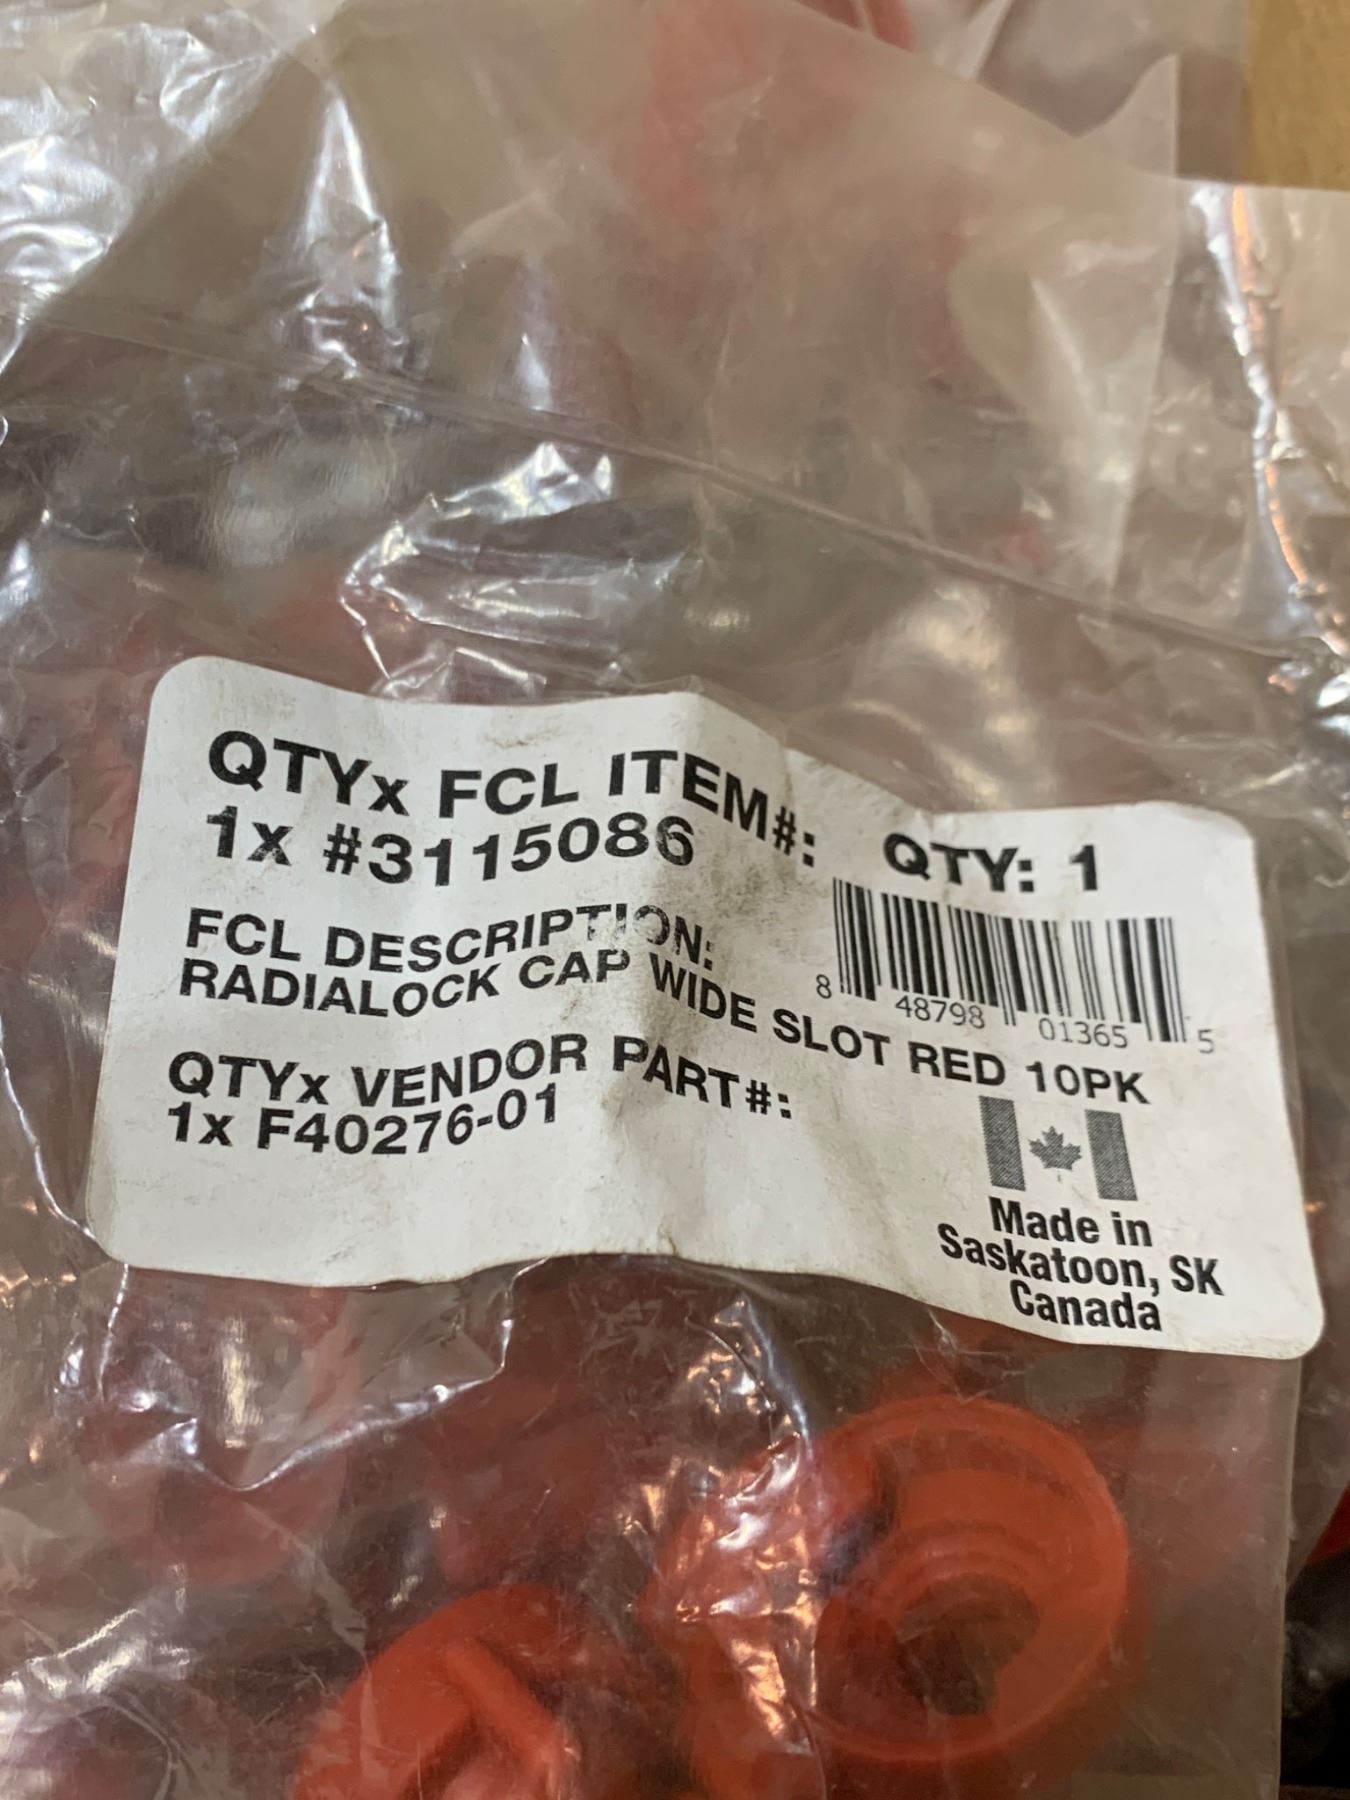 QTYx FCL ITEM#: QTY: 1
1x #3115086
8 48798 01365 5
FCL DESCRIPTION:
RADIALOCK CAP WIDE SLOT RED 10PK
QTYx VENDOR PART#:
1x F40276-01
Made in
Saskatoon, SK
Canada